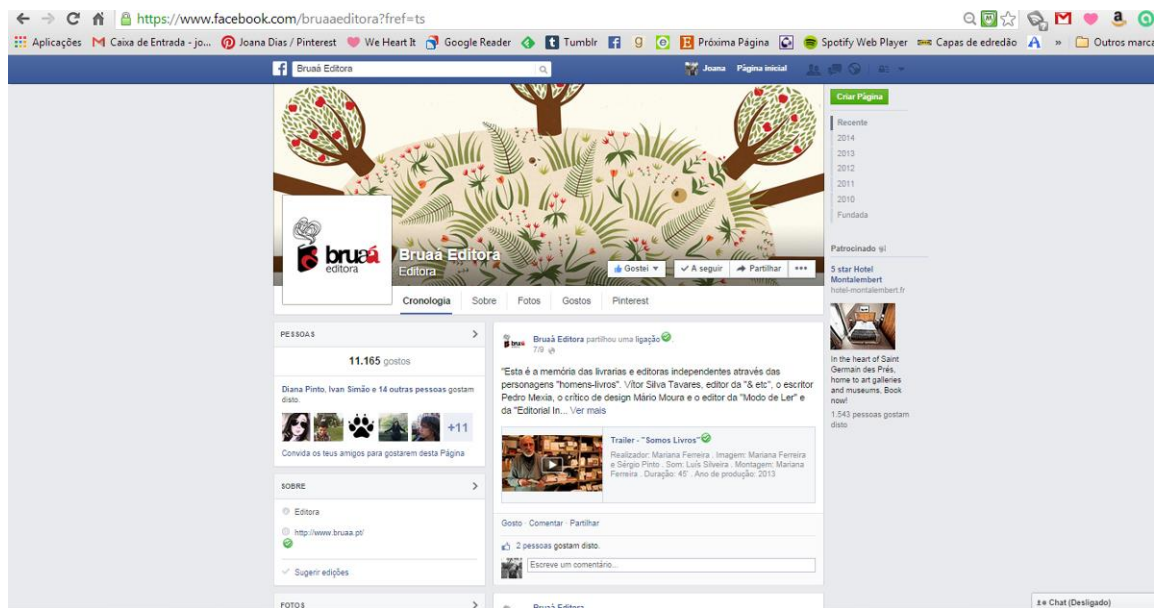 https://www.facebook.com/bruaaeditora?fref=ts
Aplicações Caixa de Entrada - jo... Joana Dias / Pinterest We Heart It Google Reader Tumblr Próxima Página Spotify Web Player Capas de edredão » Outros marca
Bruaá Editora
Joana Página inicial
Criar Página
Recente
2014
2013
2012
2011
2010
Fundada
bruaá
editora
Bruaá Editora
Editora
Gostei A seguir Partilhar
Cronologia Sobre Fotos Gostos Pinterest
PESSOAS
11.165 gostos
Diana Pinto, Ivan Simão e 14 outras pessoas gostam
disto.
+11
Convida os teus amigos para gostarem desta Página
SOBRE
Editora
http://www.bruaa.pt/
Sugerir edições
FOTOS
Bruaá Editora partilhou uma ligação.
7/9
"Esta é a memória das livrarias e editoras independentes através das
personagens "homens-livros". Vítor Silva Tavares, editor da "& etc", o escritor
Pedro Mexia, o crítico de design Mário Moura e o editor da "Modo de Ler" e
da "Editorial In... Ver mais
Trailer - "Somos Livros"
Realizador: Mariana Ferreira . Imagem: Mariana Ferreira
e Sérgio Pinto . Som: Luís Silveira . Montagem: Mariana
Ferreira . Duração: 45' . Ano de produção: 2013
Gosto · Comentar · Partilhar
2 pessoas gostam disto.
Escreve um comentário...
Bruaá Editora
Patrocinado
5 star Hotel
Montalembert
hotel-montalembert.fr
In the heart of Saint
Germain des Prés,
home to art galleries
and museums. Book
now!
1.543 pessoas gostam
disto
Chat (Desligado)